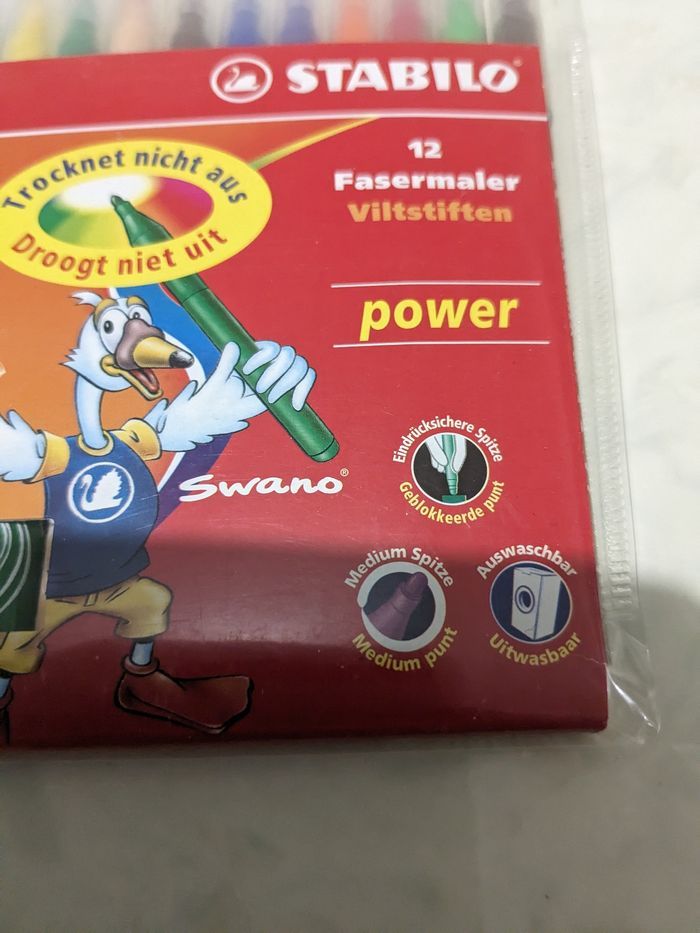 STABILO®
Trocknet nicht aus
Droogt niet uit
12
Fasermaler
Viltstiften
power
Swano®
Eindrücksichere Spitze
Geblokkeerde punt
Medium Spitze
Medium punt
Auswaschbar
Uitwasbaar